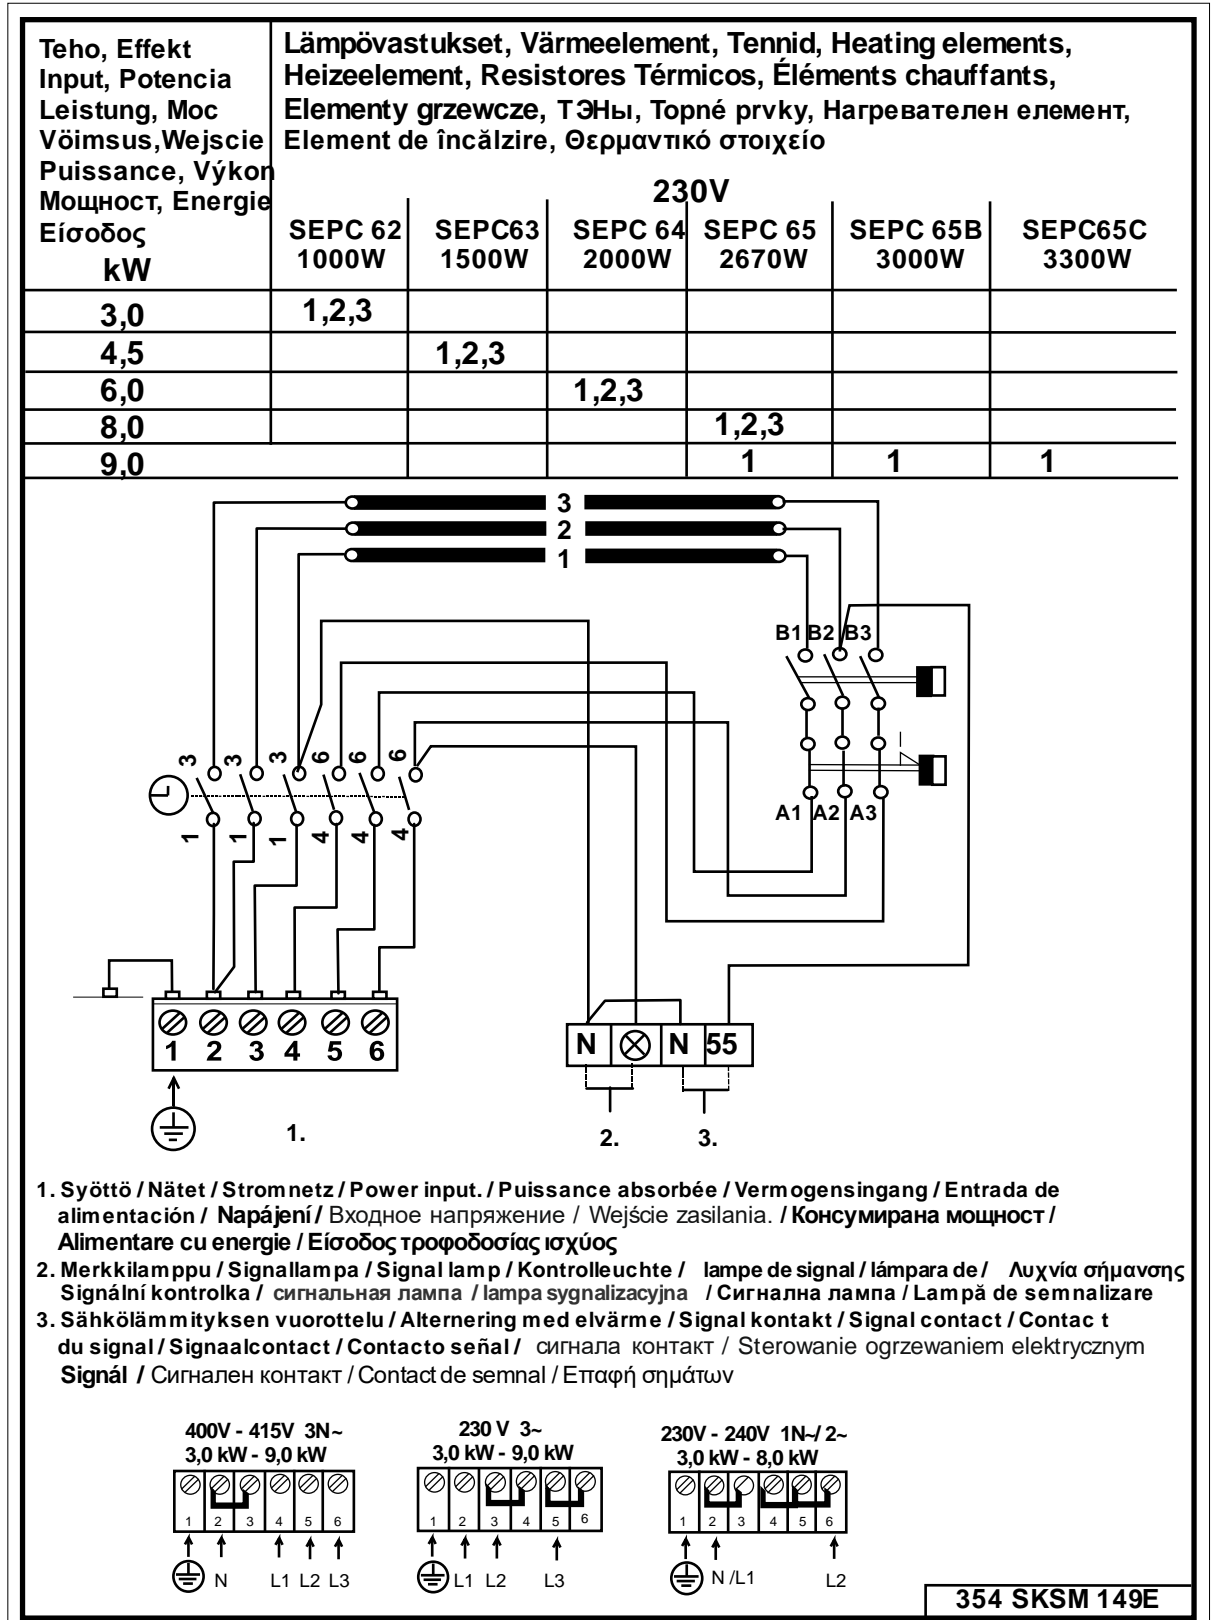 Teho, Effekt
Input, Potencia
Leistung, Moc
Vöimsus,Wejscie
Puissance, Výkon
Мощност, Energie
Είσοδος
kW
Lämpövastukset, Värmeelement, Tennid, Heating elements,
Heizeelement, Resistores Térmicos, Éléments chauffants,
Elementy grzewcze, ТЭНы, Topné prvky, Нагревателен елемент,
Element de încălzire, Θερμαντικό στοιχείο
230V
SEPC 62 SEPC63 SEPC 64 SEPC 65 SEPC 65B SEPC65C
1000W 1500W 2000W 2670W 3000W 3300W
3,0 1,2,3
4,5 1,2,3
6,0 1,2,3
8,0 1,2,3
9,0 1 1 1
3
2
1
B1 B2 B3
3 3 3 6 6 6
A1 A2 A3
1 1 1 4 4 4
1 2 3 4 5 6
N N 55
1. 2. 3.
1. Syöttö / Nätet / Stromnetz / Power input. / Puissance absorbée / Vermogensingang / Entrada de
alimentación / Napájení / Входное напряжение / Wejście zasilania. / Консумирана мощност /
Alimentare cu energie / Είσοδος τροφοδοσίας ισχύος
2. Merkkilamppu / Signallampa / Signal lamp / Kontrolleuchte / lampe de signal / lámpara de / Λυχνία σήμανσης
Signální kontrolka / сигнальная лампа / lampa sygnalizacyjna / Сигнална лампа / Lampă de semnalizare
3. Sähkölämmityksen vuorottelu / Alternering med elvärme / Signal kontakt / Signal contact / Contac t
du signal / Signaalcontact / Contacto señal / сигнала контакт / Sterowanie ogrzewaniem elektrycznym
Signál / Сигнален контакт / Contact de semnal / Επαφή σημάτων
400V - 415V 3N~
3,0 kW - 9,0 kW
1 2 3 4 5 6
N L1 L2 L3
230 V 3~
3,0 kW - 9,0 kW
1 2 3 4 5 6
L1 L2 L3
230V - 240V 1N~/ 2~
3,0 kW - 8,0 kW
1 2 3 4 5 6
N /L1 L2
354 SKSM 149E